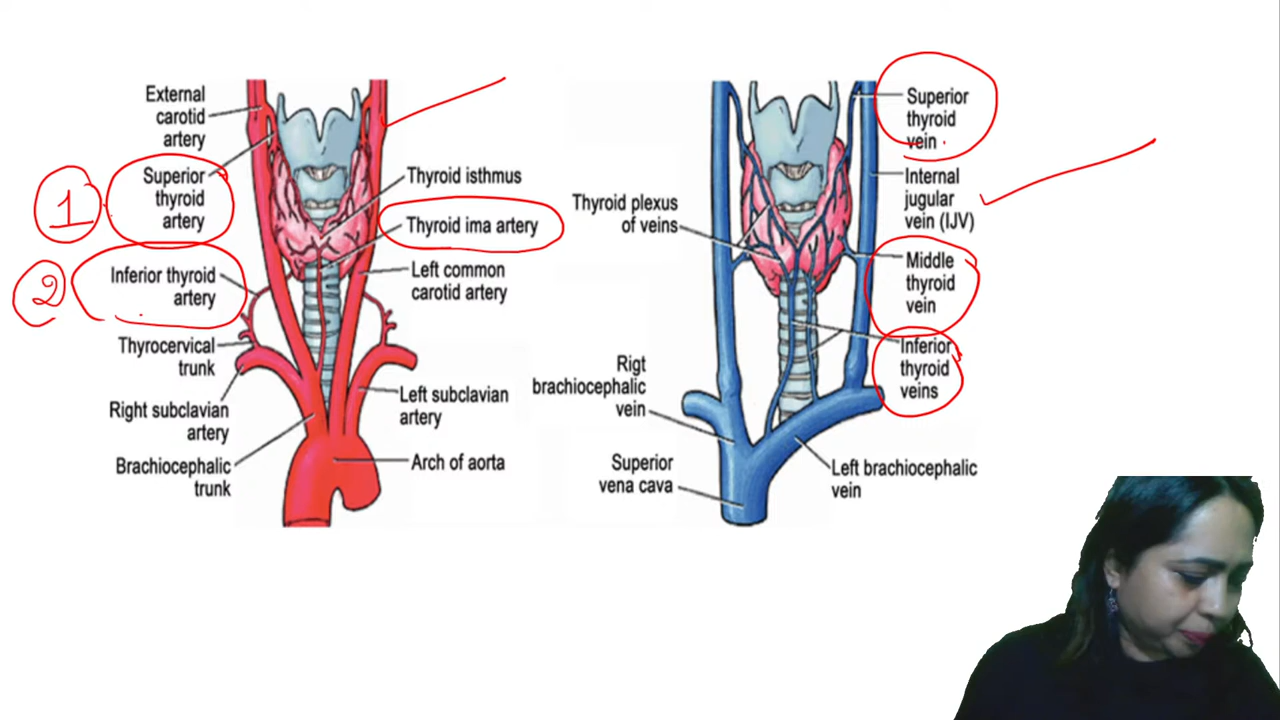 External
carotid
artery
1
Superior
thyroid
artery
2
Inferior thyroid
artery
Thyrocervical
trunk
Right subclavian
artery
Brachiocephalic
trunk
Thyroid isthmus
Thyroid ima artery
Left common
carotid artery
Left subclavian
artery
Arch of aorta
Thyroid plexus
of veins
Rigt
brachiocephalic
vein
Superior
vena cava
Superior
thyroid
vein
Internal
jugular
vein (IJV)
Middle
thyroid
vein
Inferior
thyroid
veins
Left brachiocephalic
vein